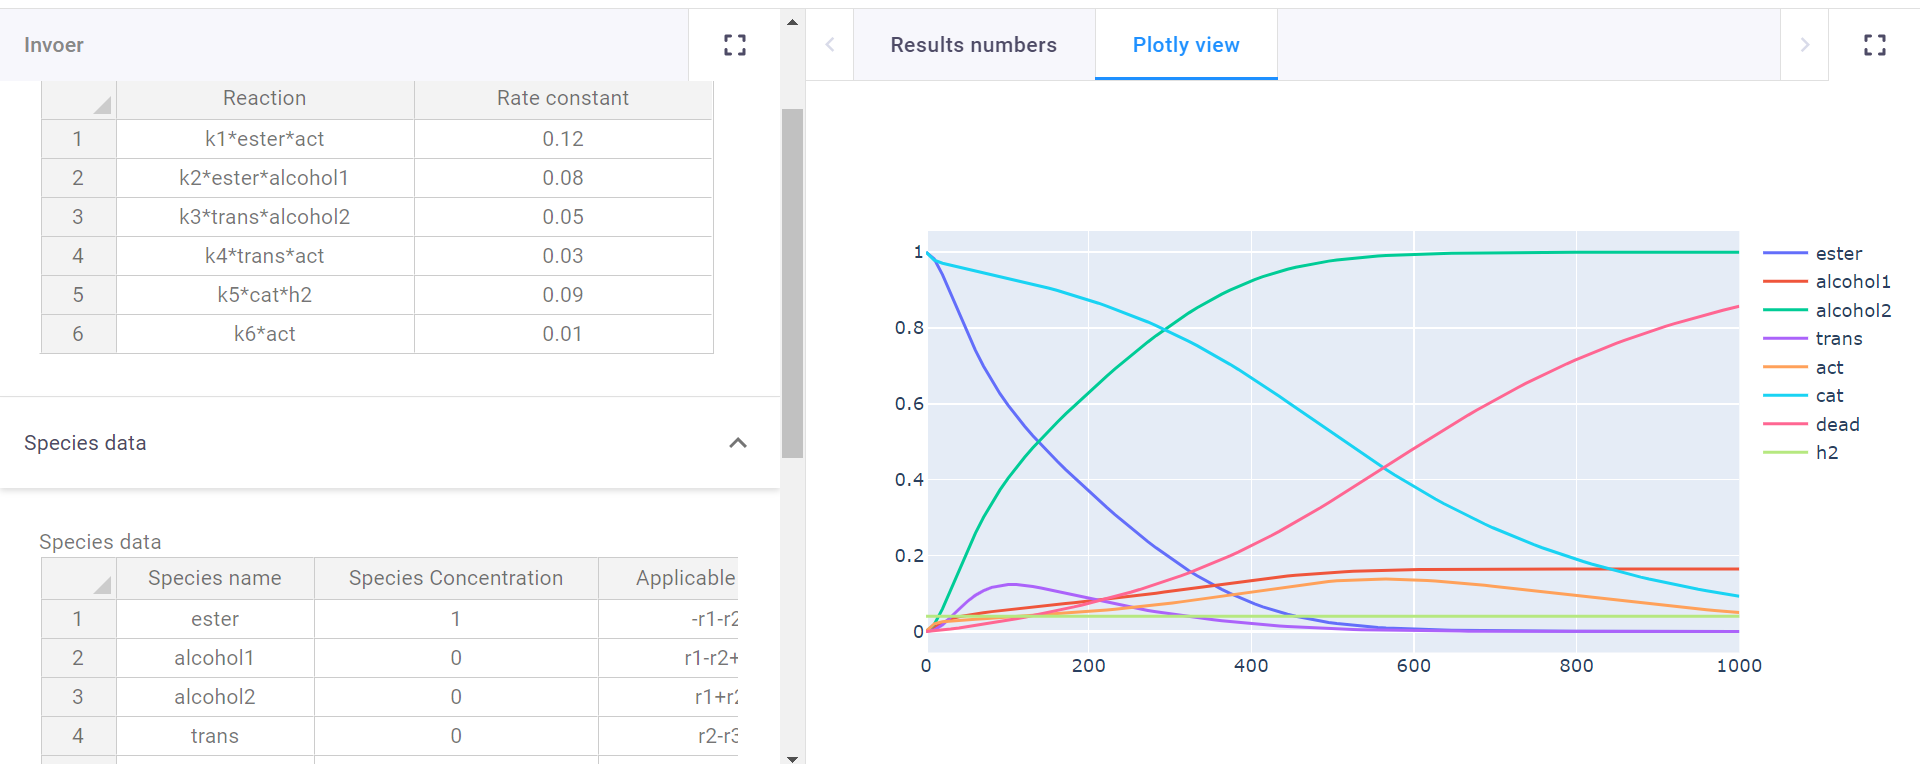 Invoer
Reaction Rate constant
1 k1*ester*act 0.12
2 k2*ester*alcohol1 0.08
3 k3*trans*alcohol2 0.05
4 k4*trans*act 0.03
5 k5*cat*h2 0.09
6 k6*act 0.01
Species data
Species data
Species name Species Concentration Applicable
1 ester 1 -r1-r2
2 alcohol1 0 r1-r2+
3 alcohol2 0 r1+r2
4 trans 0 r2-r3
Results numbers Plotly view
1
0.8
0.6
0.4
0.2
0
0 200 400 600 800 1000
ester
alcohol1
alcohol2
trans
act
cat
dead
h2